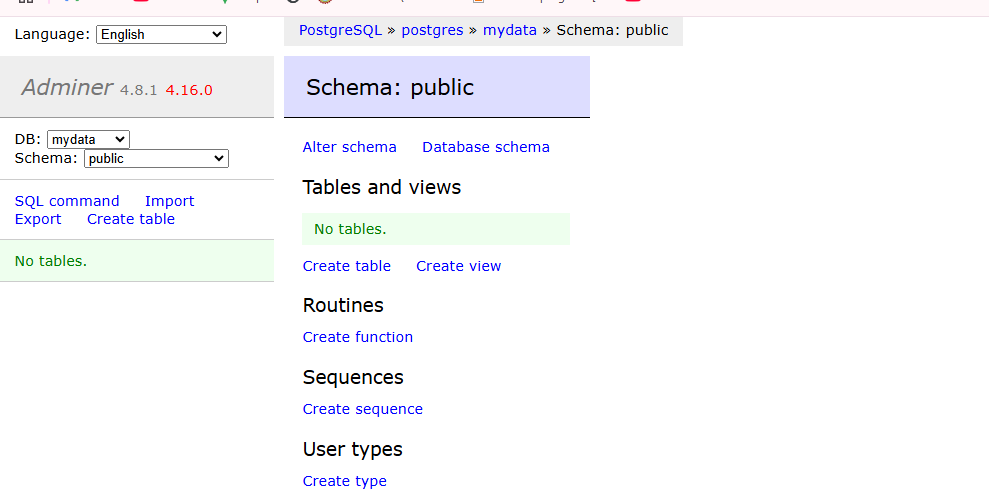 Language: English
PostgreSQL » postgres » mydata » Schema: public
Adminer 4.8.1 4.16.0
Schema: public
DB: mydata
Schema: public
SQL command Import
Export Create table
No tables.
Alter schema Database schema
Tables and views
No tables.
Create table Create view
Routines
Create function
Sequences
Create sequence
User types
Create type